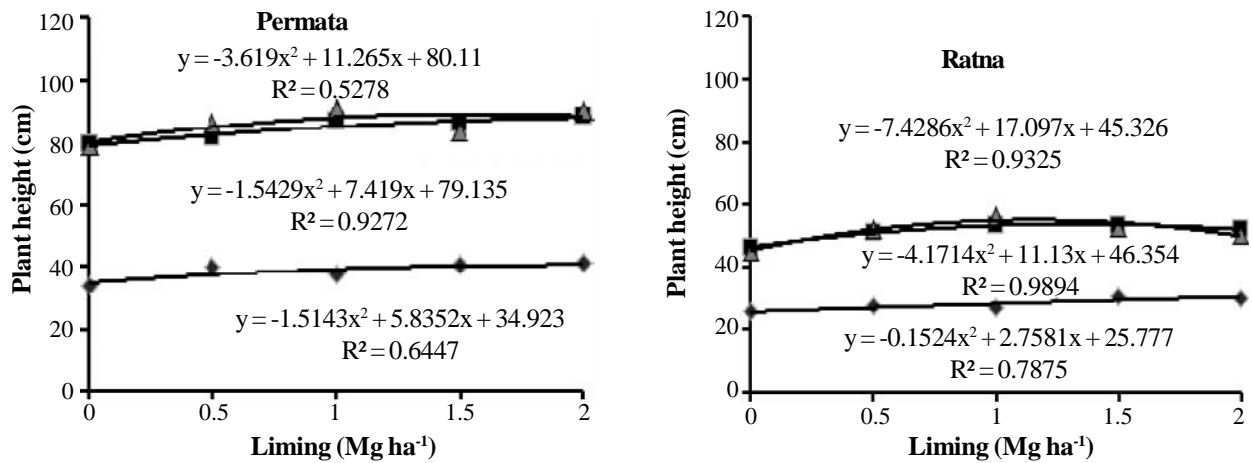 Permata
y = -3.619x² + 11.265x + 80.11
R² = 0.5278
y = -1.5429x² + 7.419x + 79.135
R² = 0.9272
y = -1.5143x² + 5.8352x + 34.923
R² = 0.6447
Plant height (cm)
120
100
80
60
40
20
0
0 0.5 1 1.5 2
Liming (Mg ha⁻¹)
Ratna
y = -7.4286x² + 17.097x + 45.326
R² = 0.9325
y = -4.1714x² + 11.13x + 46.354
R² = 0.9894
y = -0.1524x² + 2.7581x + 25.777
R² = 0.7875
Plant height (cm)
120
100
80
60
40
20
0
0 0.5 1 1.5 2
Liming (Mg ha⁻¹)